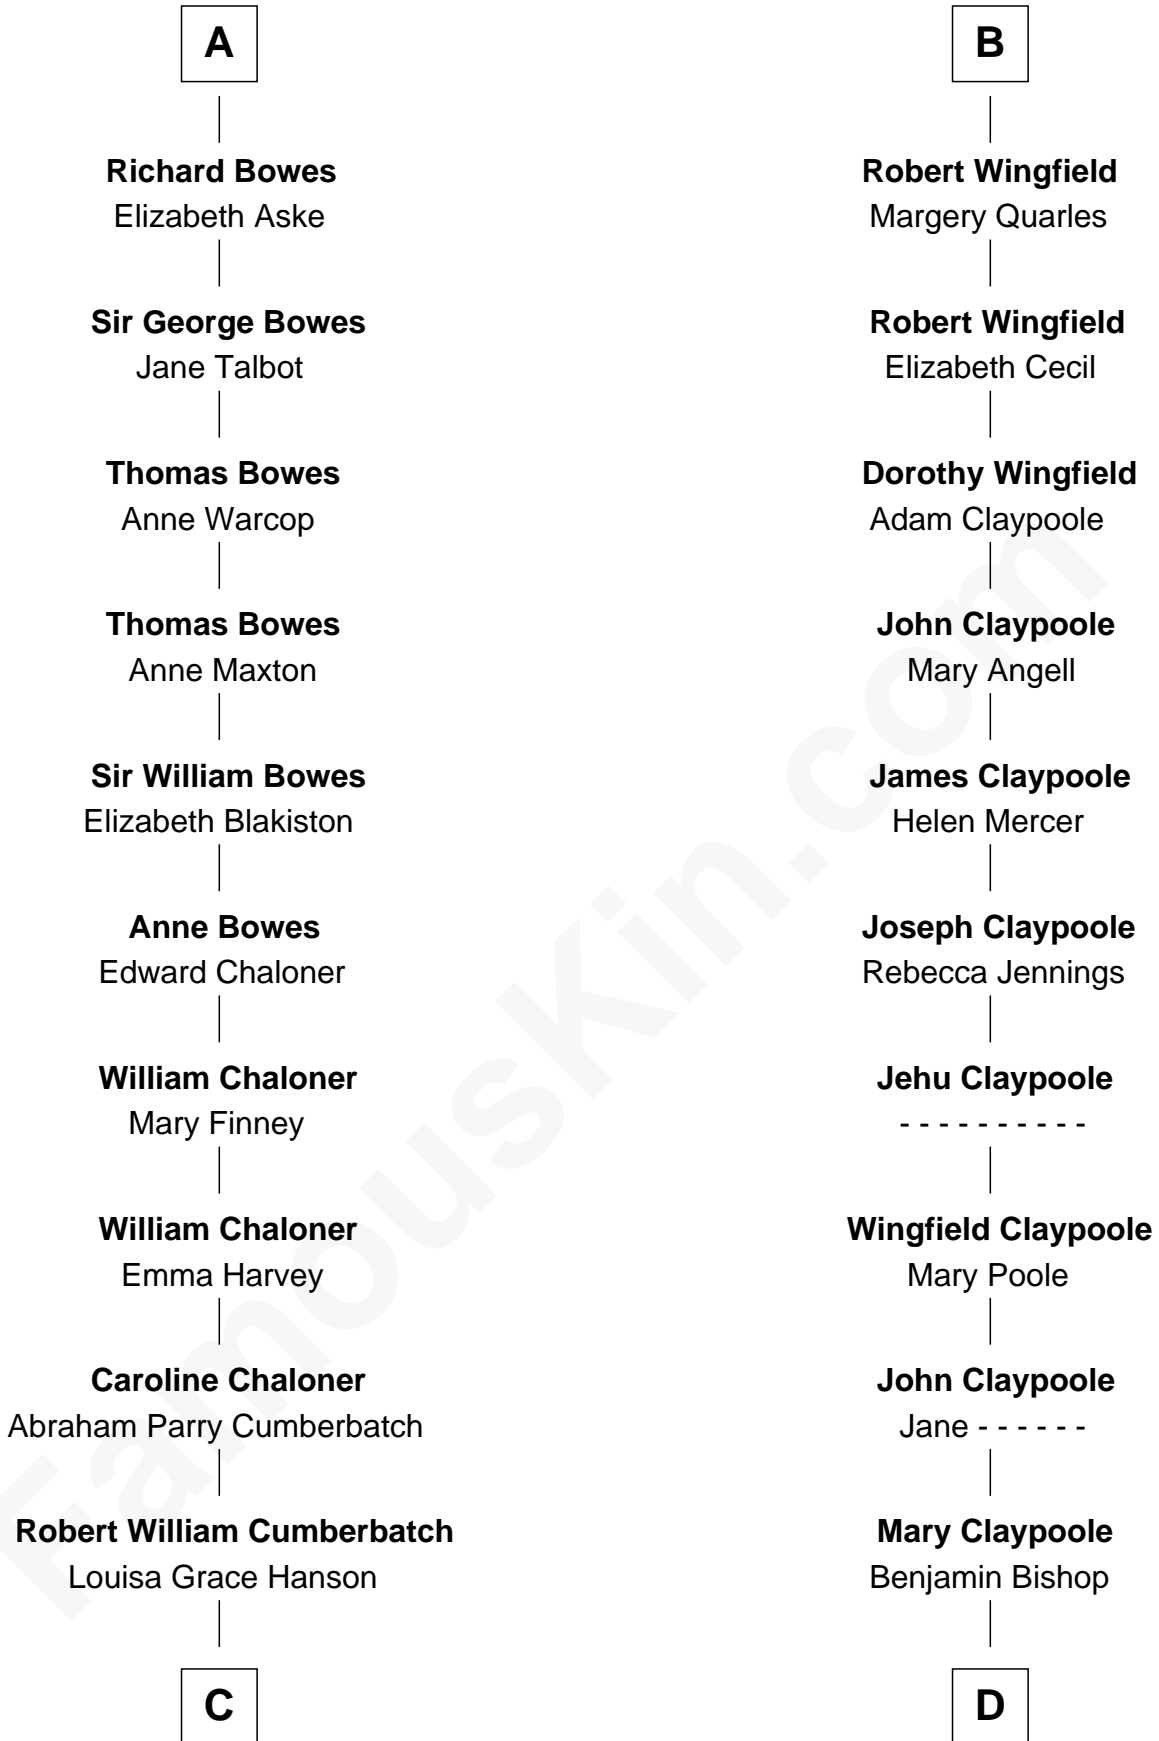 A
Richard Bowes
Elizabeth Aske
Sir George Bowes
Jane Talbot
Thomas Bowes
Anne Warcop
Thomas Bowes
Anne Maxton
Sir William Bowes
Elizabeth Blakiston
Anne Bowes
Edward Chaloner
William Chaloner
Mary Finney
William Chaloner
Emma Harvey
Caroline Chaloner
Abraham Parry Cumberbatch
Robert William Cumberbatch
Louisa Grace Hanson
C
B
Robert Wingfield
Margery Quarles
Robert Wingfield
Elizabeth Cecil
Dorothy Wingfield
Adam Claypoole
John Claypoole
Mary Angell
James Claypoole
Helen Mercer
Joseph Claypoole
Rebecca Jennings
Jehu Claypoole
- - - - - - - - - -
Wingfield Claypoole
Mary Poole
John Claypoole
Jane - - - - - -
Mary Claypoole
Benjamin Bishop
D
FamousKin.com